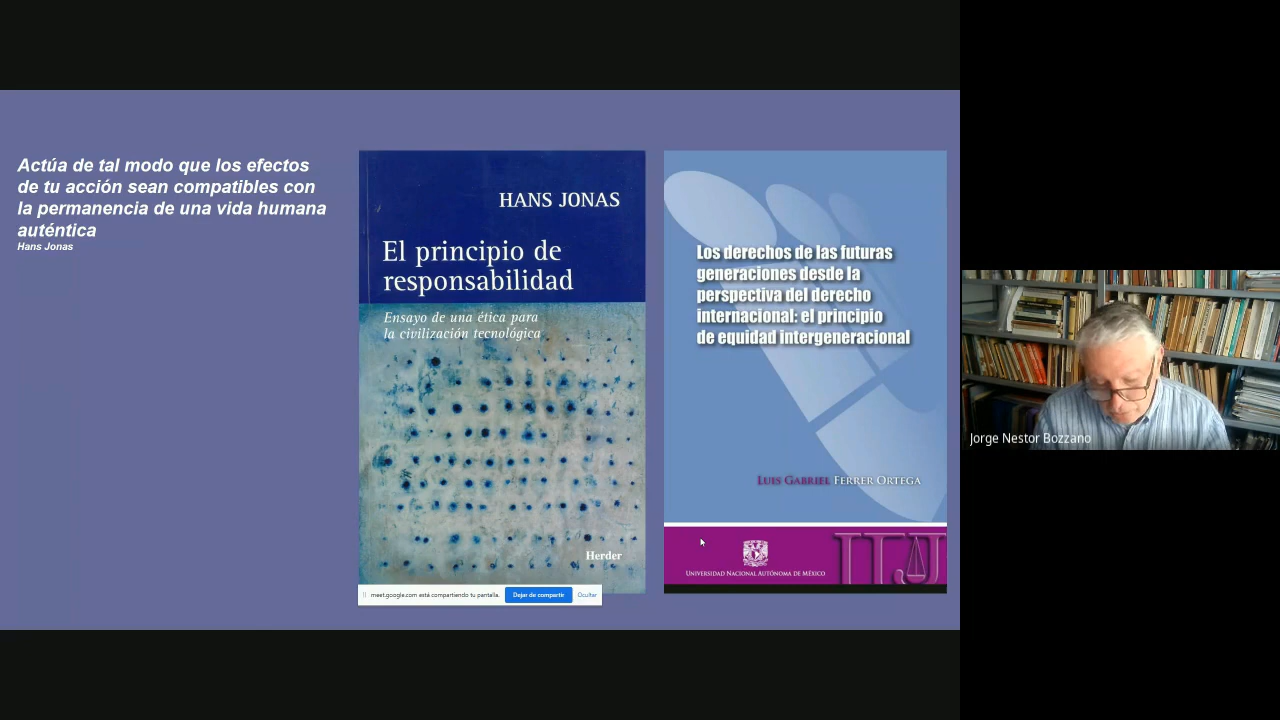 Actúa de tal modo que los efectos
de tu acción sean compatibles con
la permanencia de una vida humana
auténtica
Hans Jonas
HANS JONAS
El principio de
responsabilidad
Ensayo de una ética para
la civilización tecnológica
Herder
meet.google.com está compartiendo tu pantalla.
Dejar de compartir
Ocultar
Los derechos de las futuras
generaciones desde la
perspectiva del derecho
internacional: el principio
de equidad intergeneracional
LUIS GABRIEL FERRER ORTEGA
UNIVERSIDAD NACIONAL AUTÓNOMA DE MÉXICO
IIJ
Jorge Nestor Bozzano